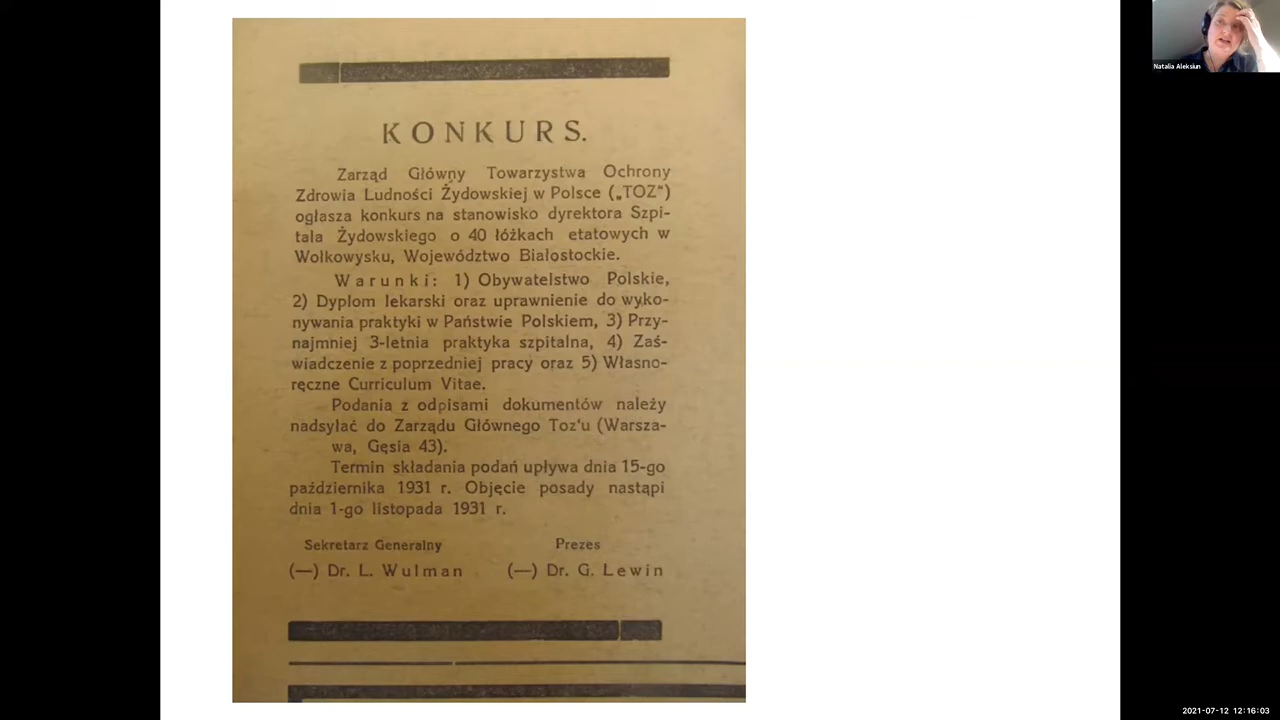 KONKURS.
Zarząd Główny Towarzystwa Ochrony
Zdrowia Ludności Żydowskiej w Polsce („TOZ“)
ogłasza konkurs na stanowisko dyrektora Szpi-
tala Żydowskiego o 40 łóżkach etatowych w
Wołkowysku, Województwo Białostockie.
Warunki: 1) Obywatelstwo Polskie,
2) Dyplom lekarski oraz uprawnienie do wyko-
nywania praktyki w Państwie Polskiem, 3) Przy-
najmniej 3-letnia praktyka szpitalna, 4) Zaś-
wiadczenie z poprzedniej pracy oraz 5) Własno-
ręczne Curriculum Vitae.
Podania z odpisami dokumentów należy
nadsyłać do Zarządu Głównego Toz'u (Warsza-
wa, Gęsia 43).
Termin składania podań upływa dnia 15-go
października 1931 r. Objęcie posady nastąpi
dnia 1-go listopada 1931 r.
Sekretarz Generalny Prezes
(—) Dr. L. Wulman (—) Dr. G. Lewin
Natalia Aleksiun
2021-07-12 12:16:03